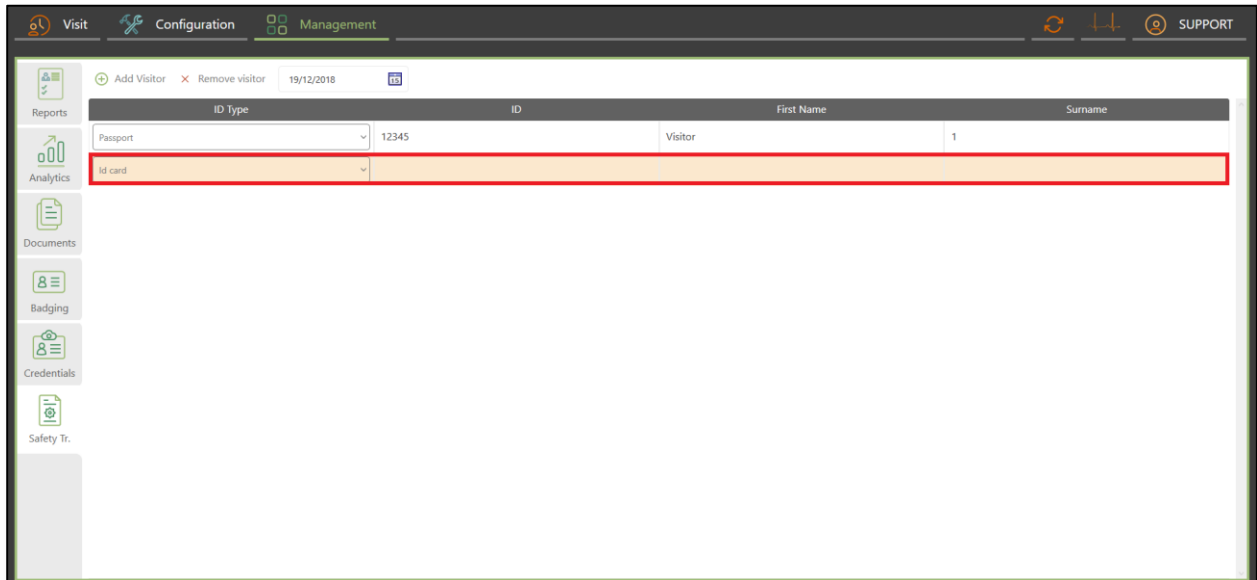 Visit Configuration Management SUPPORT
Add Visitor Remove visitor 19/12/2018 15
Reports
ID Type ID First Name Surname
Passport 12345 Visitor 1
Id card
Analytics
Documents
Badging
Credentials
Safety Tr.